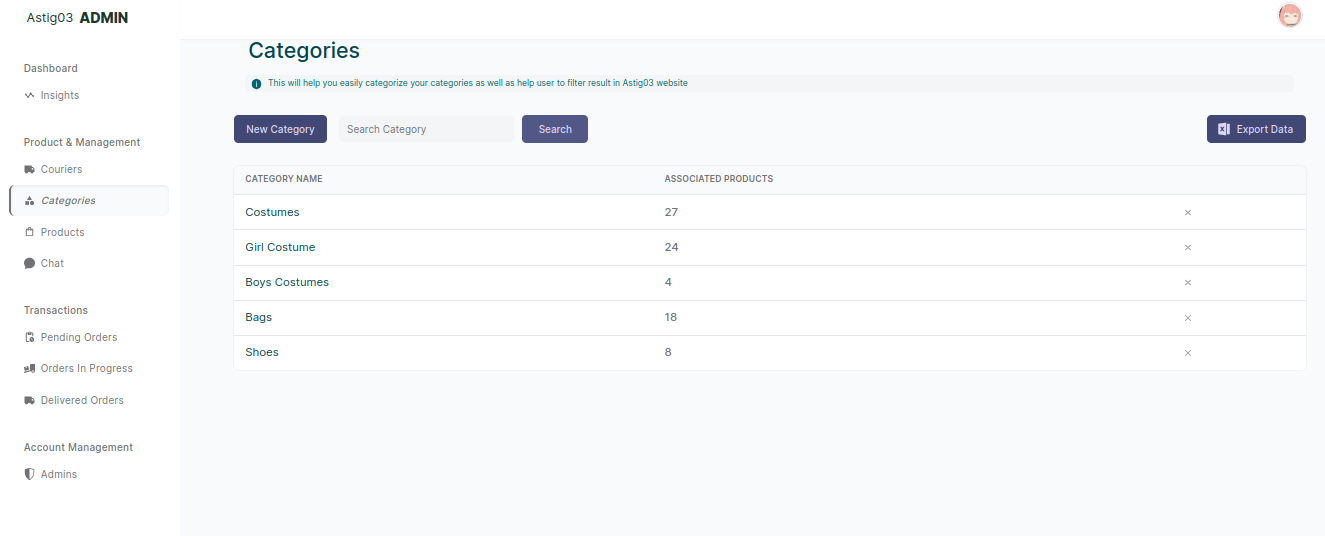 Astig03 ADMIN
Dashboard
Insights
Product & Management
Couriers
Categories
Products
Chat
Transactions
Pending Orders
Orders In Progress
Delivered Orders
Account Management
Admins
Categories
This will help you easily categorize your categories as well as help user to filter result in Astig03 website
New Category Search Category Search Export Data
CATEGORY NAME ASSOCIATED PRODUCTS
Costumes 27 ×
Girl Costume 24 ×
Boys Costumes 4 ×
Bags 18 ×
Shoes 8 ×